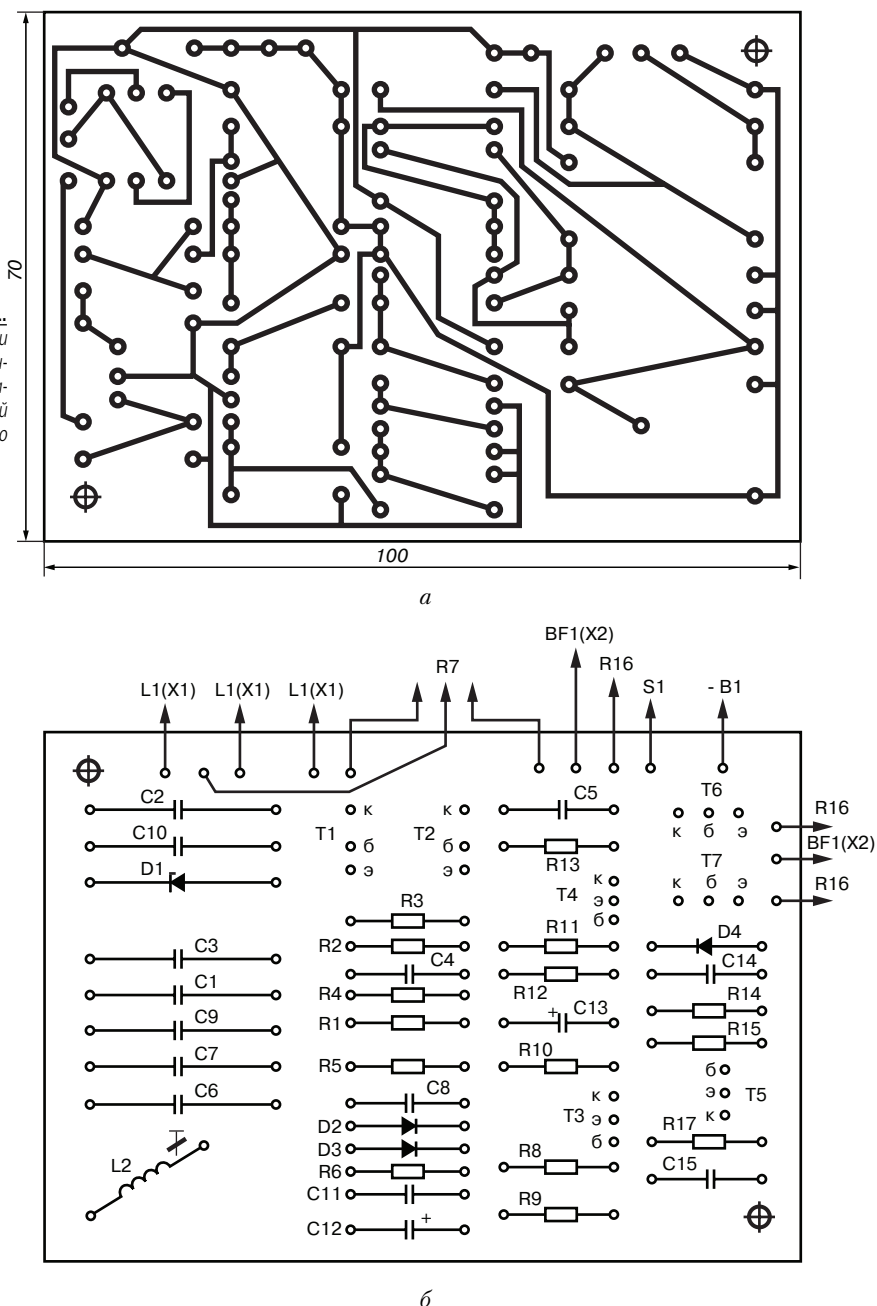 70
..
и
-
-
й
о
100
а
BF1(X2)
R7
R16
L1(X1) L1(X1) L1(X1)
S1
- B1
C2
к
к
C5
T6
R16
C10
T1
б
T2
б
к б э
BF1(X2)
D1
э
э
R13
к
T7
T4
э
к б э
R16
R3
б
C3
R2
R11
D4
C4
C14
C1
R4
R12
+
C13
R14
C9
R1
R15
C7
R5
R10
б
C6
C8
к
э
T5
D2
T3
э
к
L2
D3
б
R17
R6
R8
C15
C11
R9
C12
+
б